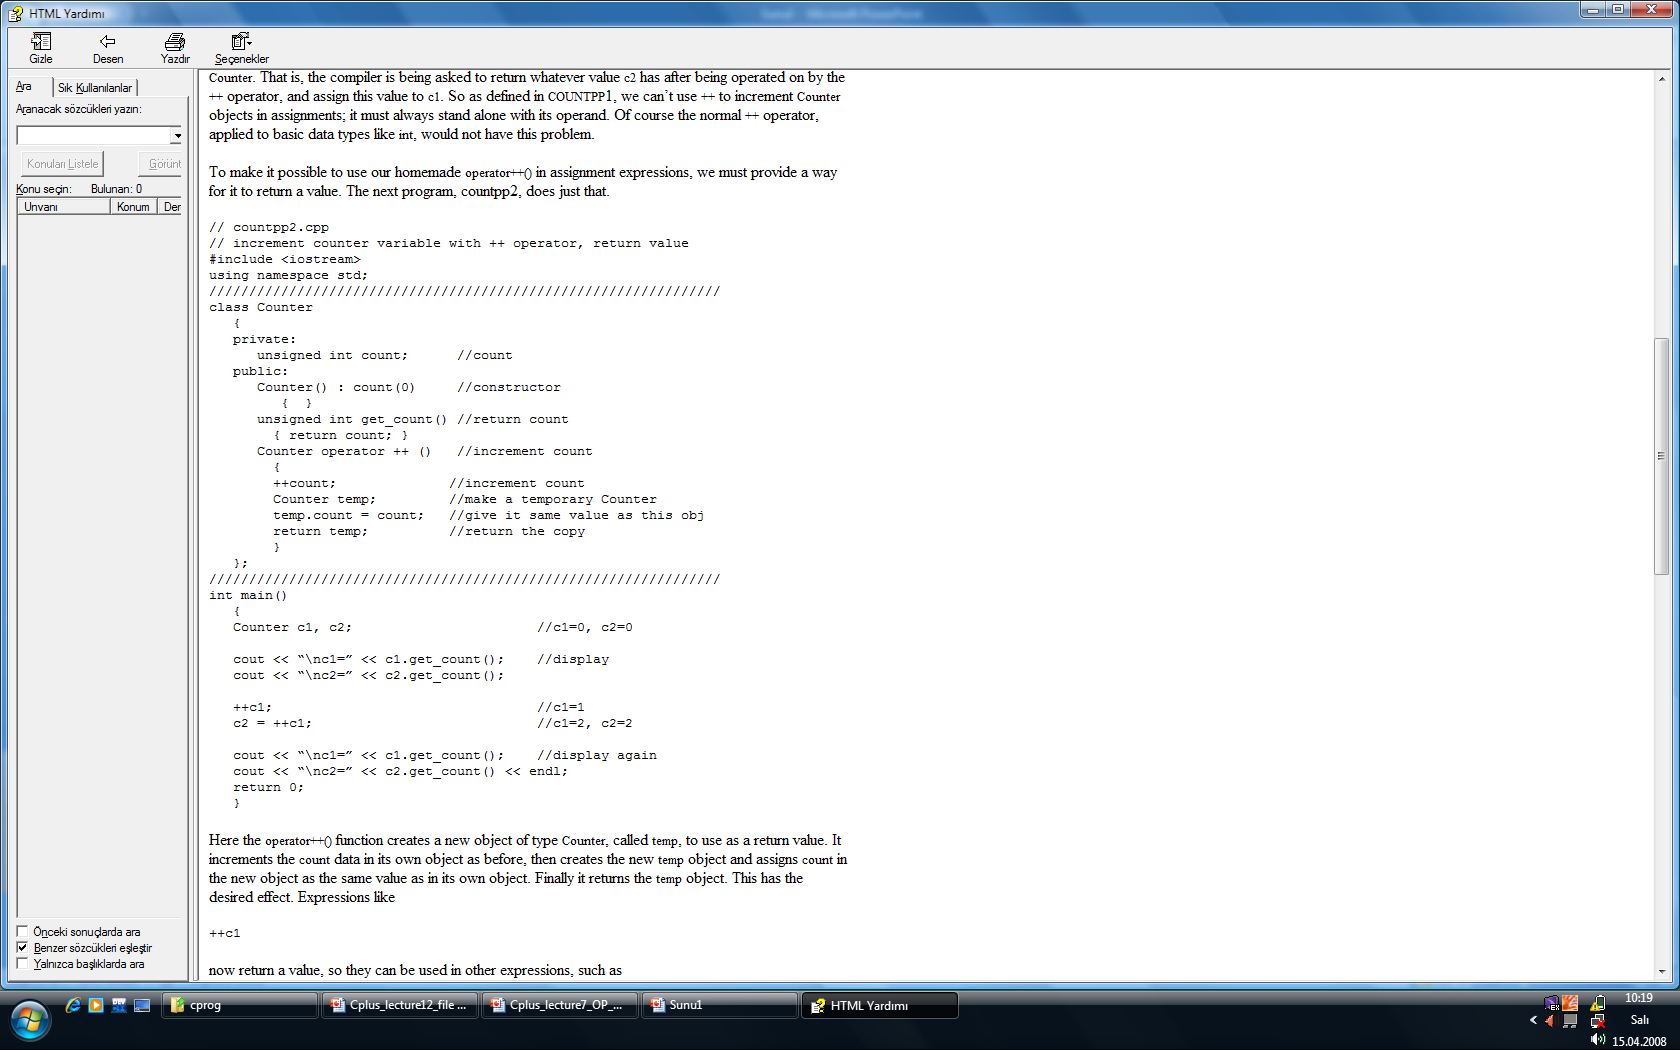 HTML Yardımı
Sunu1 - Microsoft PowerPoint
Gizle
Desen
Yazdır
Seçenekler
Ara
Sık Kullanılanlar
Aranacak sözcükleri yazın:
Konuları Listele
Görünt
Konu seçin:
Bulunan: 0
Unvanı
Konum
Der
Önceki sonuçlarda ara
Benzer sözcükleri eşleştir
Yalnızca başlıklarda ara
Counter. That is, the compiler is being asked to return whatever value c2 has after being operated on by the
++ operator, and assign this value to c1. So as defined in COUNTPP1, we can’t use ++ to increment Counter
objects in assignments; it must always stand alone with its operand. Of course the normal ++ operator,
applied to basic data types like int, would not have this problem.
To make it possible to use our homemade operator++() in assignment expressions, we must provide a way
for it to return a value. The next program, countpp2, does just that.
// countpp2.cpp
// increment counter variable with ++ operator, return value
#include <iostream>
using namespace std;
////////////////////////////////////////////////////////////////
class Counter
{
private:
unsigned int count;      //count
public:
Counter() : count(0)     //constructor
{  }
unsigned int get_count() //return count
{ return count; }
Counter operator ++ ()   //increment count
{
++count;              //increment count
Counter temp;         //make a temporary Counter
temp.count = count;   //give it same value as this obj
return temp;          //return the copy
}
};
////////////////////////////////////////////////////////////////
int main()
{
Counter c1, c2;                       //c1=0, c2=0
cout << “\nc1=” << c1.get_count();    //display
cout << “\nc2=” << c2.get_count();
++c1;                                 //c1=1
c2 = ++c1;                            //c1=2, c2=2
cout << “\nc1=” << c1.get_count();    //display again
cout << “\nc2=” << c2.get_count() << endl;
return 0;
}
Here the operator++() function creates a new object of type Counter, called temp, to use as a return value. It
increments the count data in its own object as before, then creates the new temp object and assigns count in
the new object as the same value as in its own object. Finally it returns the temp object. This has the
desired effect. Expressions like
++c1
now return a value, so they can be used in other expressions, such as
cprog
Cplus_lecture12_file ...
Cplus_lecture7_OP_...
Sunu1
HTML Yardımı
10:19
Salı
15.04.2008